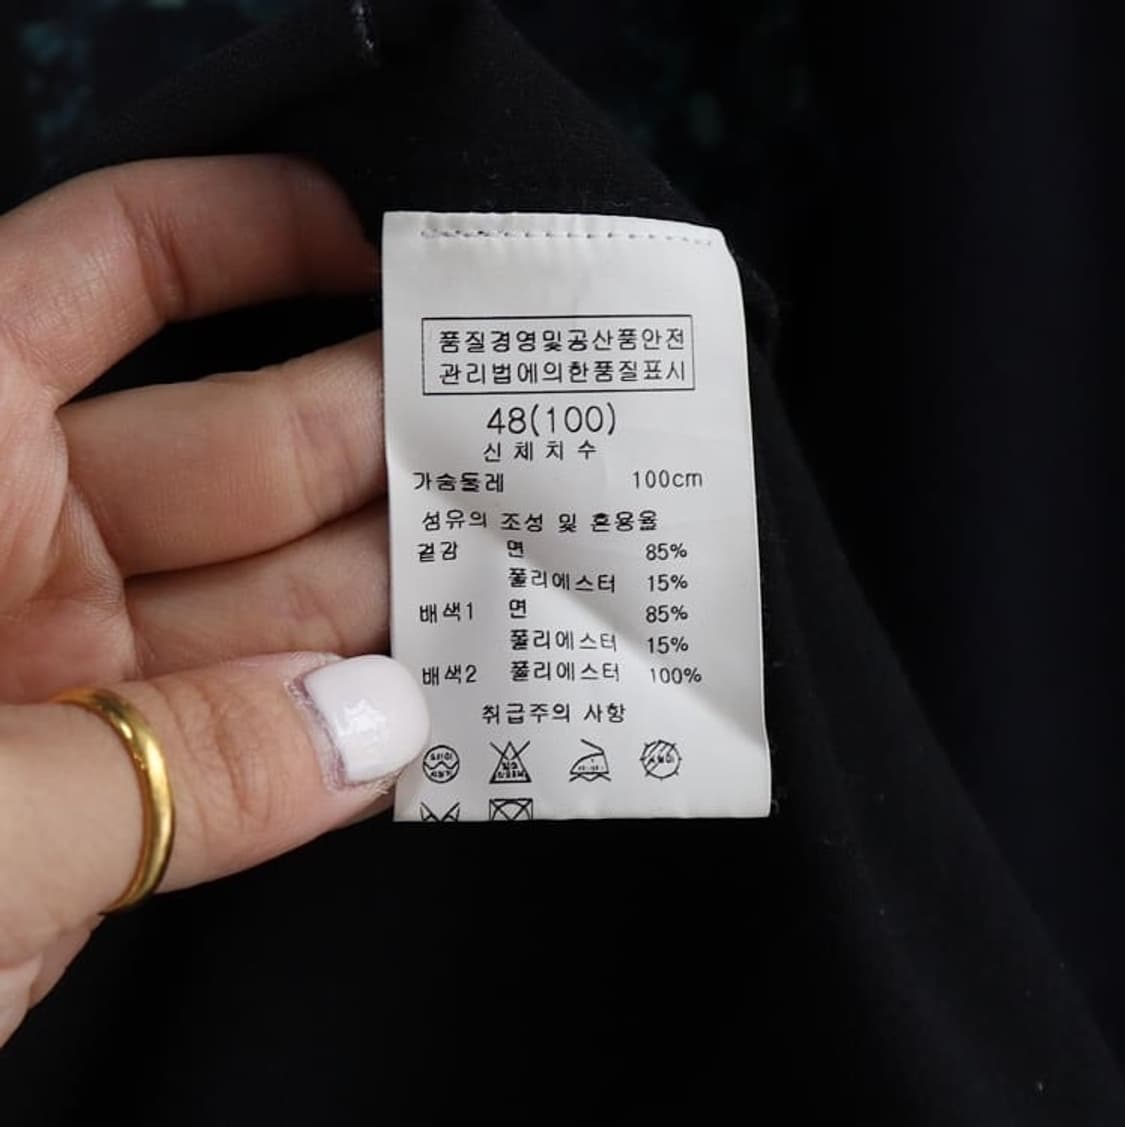 품질경영및공산품안전
관리법에의한품질표시
48(100)
신체치수
가슴둘레 100cm
섬유의 조성 및 혼용율
겉감 면 85%
폴리에스터 15%
배색1 면 85%
폴리에스터 15%
배색2 폴리에스터 100%
취급주의 사항